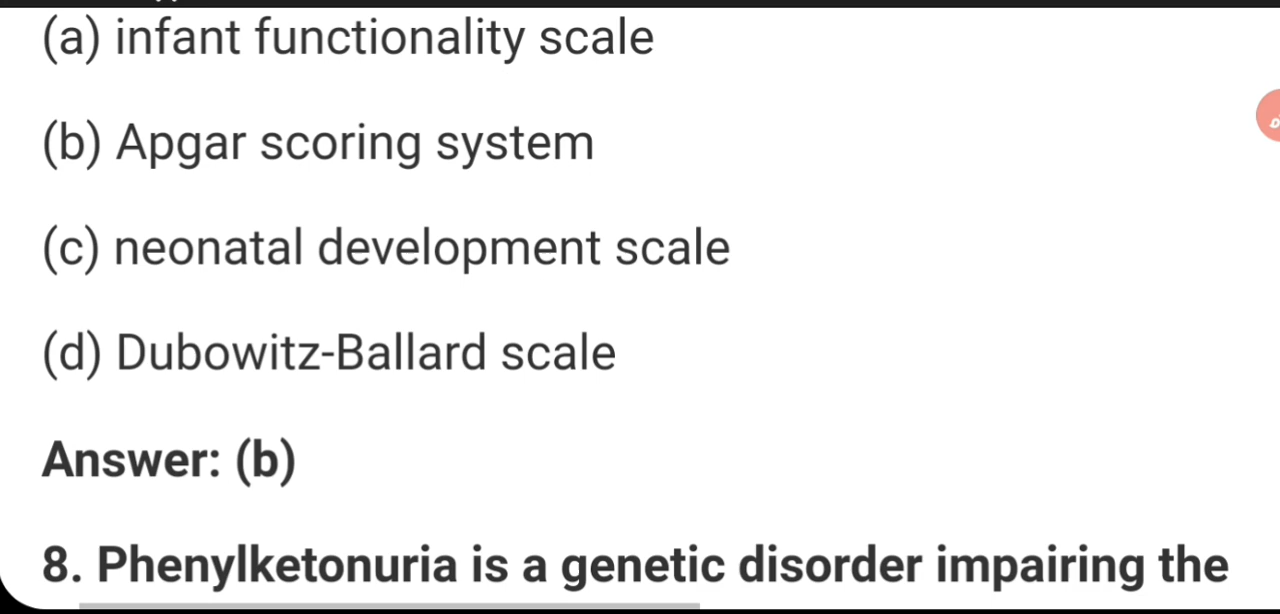 (a) infant functionality scale
(b) Apgar scoring system
(c) neonatal development scale
(d) Dubowitz-Ballard scale
Answer: (b)
8. Phenylketonuria is a genetic disorder impairing the